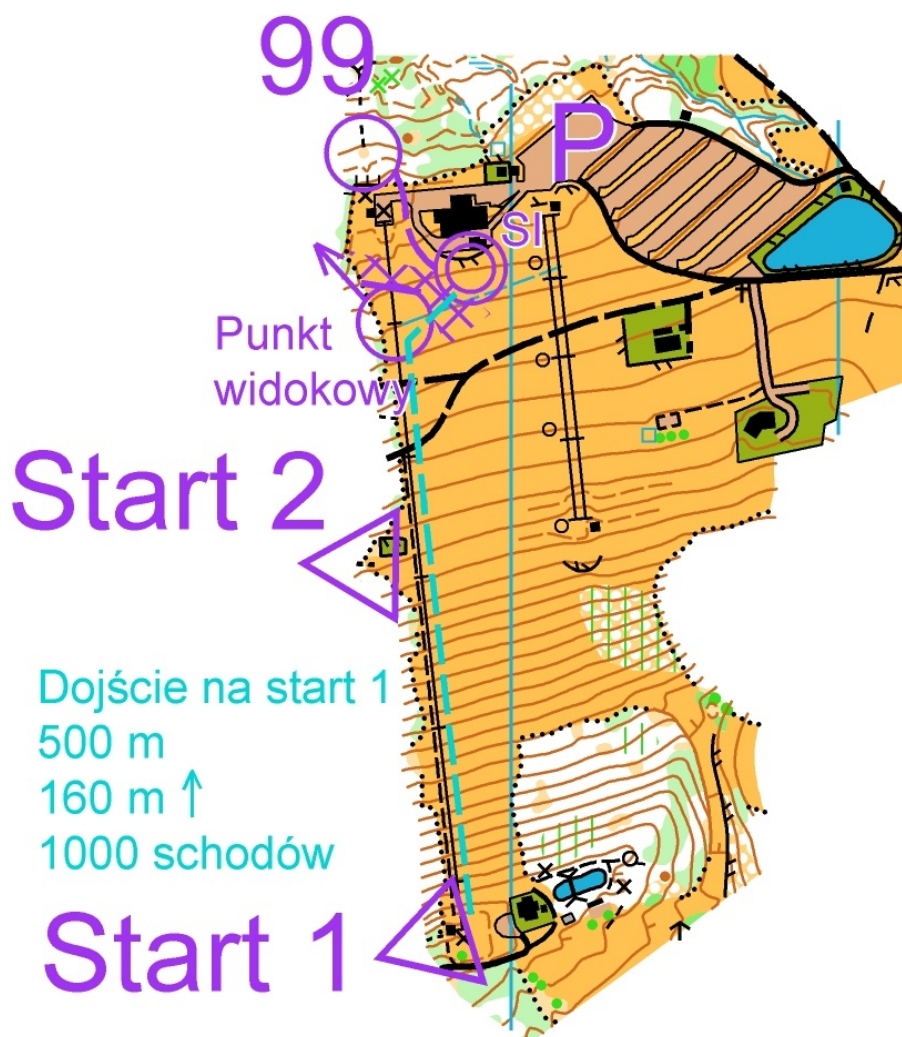 99
P
SI
Punkt
widokowy
Start 2
Dojście na start 1
500 m
160 m ↑
1000 schodów
Start 1